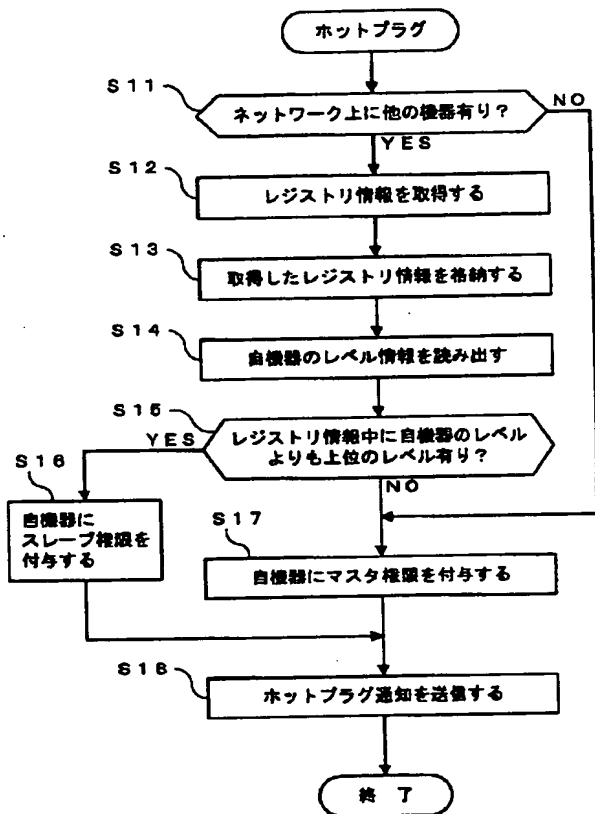 ホットプラグ
S11
ネットワーク上に他の機器有り?
NO
YES
S12
レジストリ情報を取得する
S13
取得したレジストリ情報を格納する
S14
自機器のレベル情報を読み出す
S15
YES
レジストリ情報中に自機器のレベル
よりも上位のレベル有り?
NO
S16
自機器に
スレーブ権限を
付与する
S17
自機器にマスタ権限を付与する
S18
ホットプラグ通知を送信する
終 了